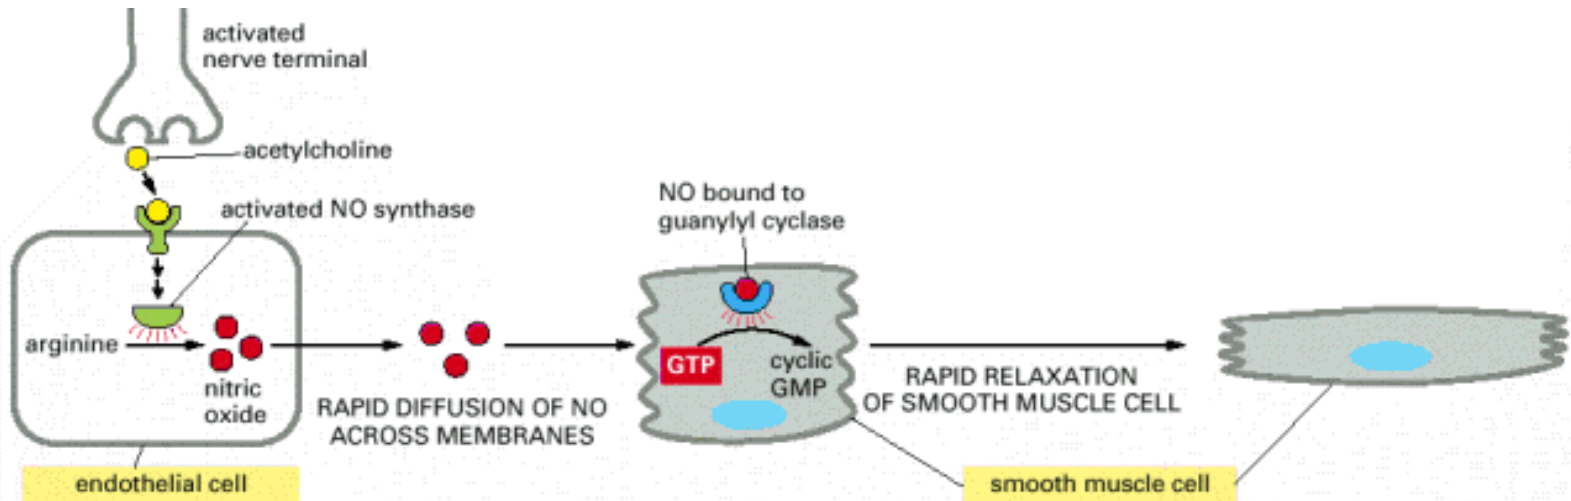 activated
nerve terminal
acetylcholine
activated NO synthase
arginine
nitric
oxide
endothelial cell
RAPID DIFFUSION OF NO
ACROSS MEMBRANES
NO bound to
guanylyl cyclase
GTP
cyclic
GMP
RAPID RELAXATION
OF SMOOTH MUSCLE CELL
smooth muscle cell